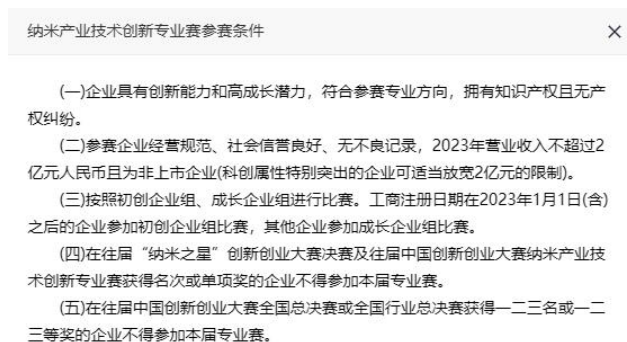 纳米产业技术创新专业赛参赛条件
(一)企业具有创新能力和高成长潜力，符合参赛专业方向，拥有知识产权且无产
权纠纷。
(二)参赛企业经营规范、社会信誉良好、无不良记录，2023年营业收入不超过2
亿元人民币且为非上市企业(科创属性特别突出的企业可适当放宽2亿元的限制)。
(三)按照初创企业组、成长企业组进行比赛。工商注册日期在2023年1月1日(含)
之后的企业参加初创企业组比赛，其他企业参加成长企业组比赛。
(四)在往届“纳米之星”创新创业大赛决赛及往届中国创新创业大赛纳米产业技
术创新专业赛获得名次或单项奖的企业不得参加本届专业赛。
(五)在往届中国创新创业大赛全国总决赛或全国行业总决赛获得一二三名或一二
三等奖的企业不得参加本届专业赛。